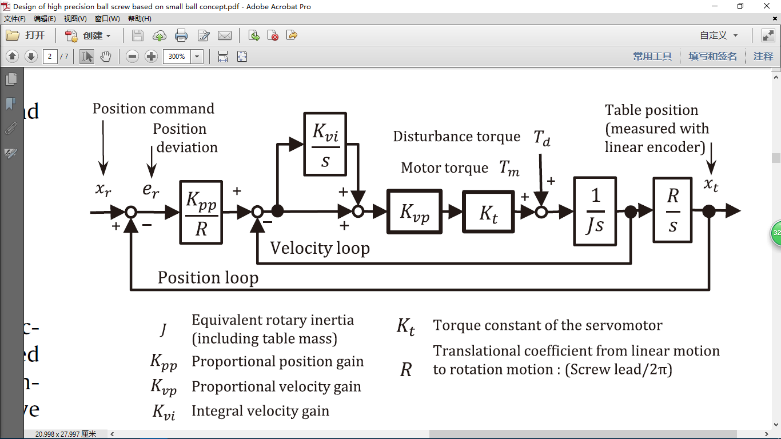 Design of high precision ball screw based on small ball concept.pdf - Adobe Acrobat Pro
文件(F) 编辑(E) 视图(V) 窗口(W) 帮助(H)
打开 创建 自定义
2 / 7 300% 常用工具 填写和签名 注释
Position command
Position
deviation
x_r e_r
K_pp
R
K_vi
s
Disturbance torque T_d
Motor torque T_m
Table position
(measured with
linear encoder)
x_t
K_vp
K_t
1
Js
R
s
+ − + − + + + +
Velocity loop
Position loop
J Equivalent rotary inertia
(including table mass)
K_pp Proportional position gain
K_vp Proportional velocity gain
K_vi Integral velocity gain
K_t Torque constant of the servomotor
R Translational coefficient from linear motion
to rotation motion : (Screw lead/2π)
c-
ed
n-
ve
20.998 x 27.997 厘米
32